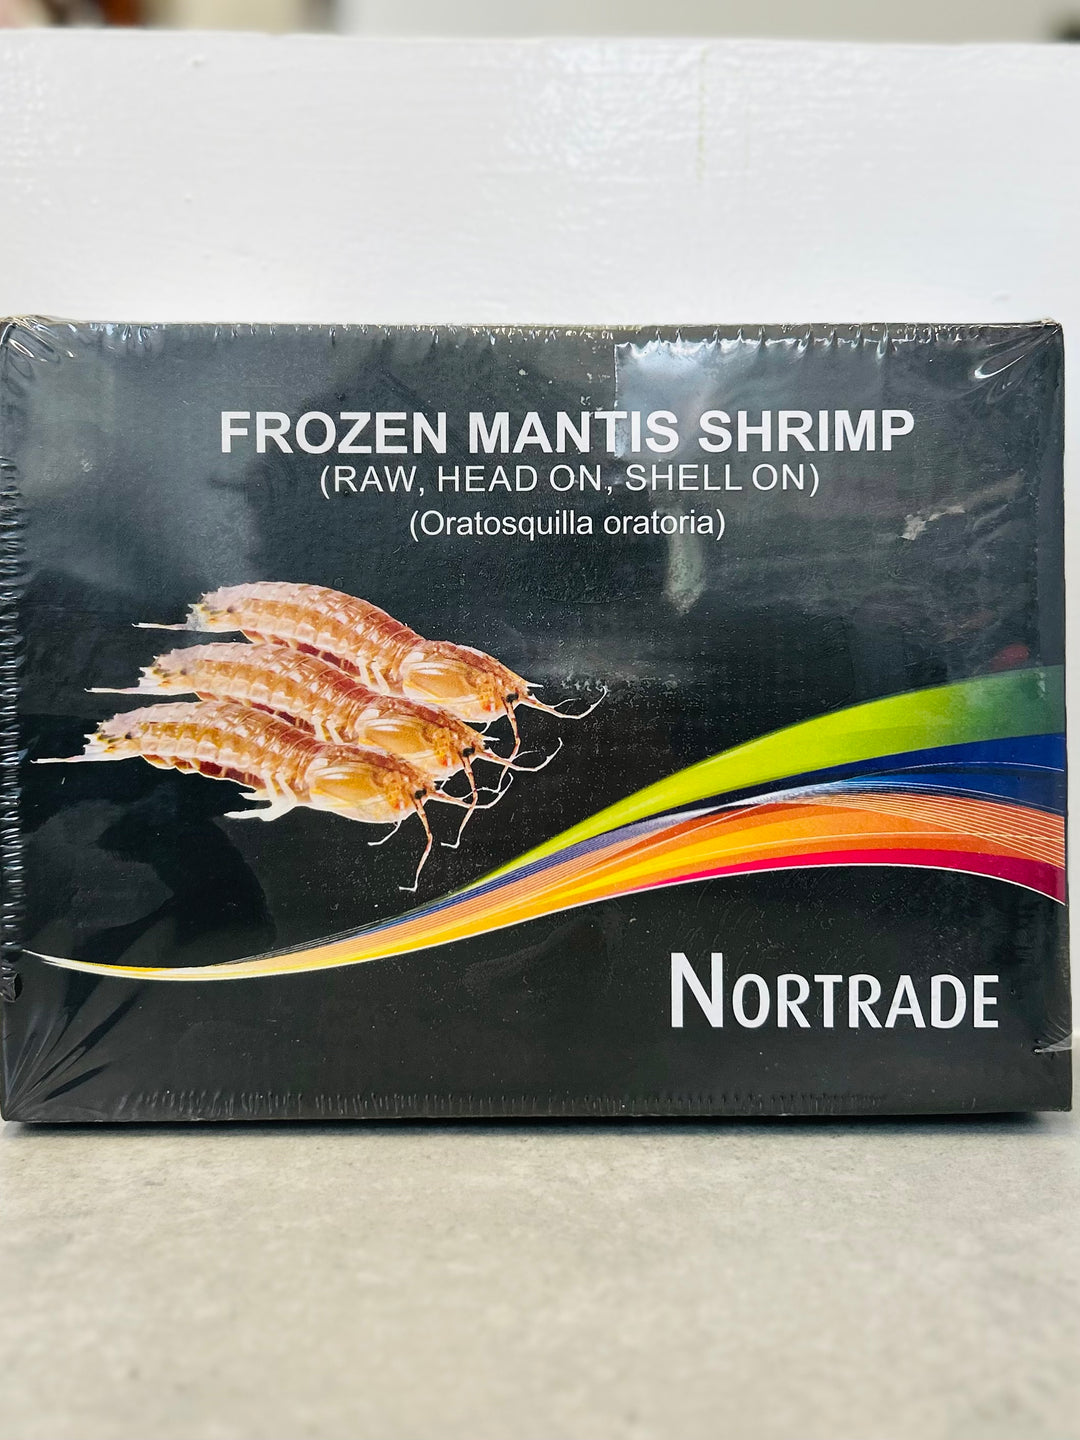 FROZEN MANTIS SHRIMP
(RAW, HEAD ON, SHELL ON)
(Oratosquilla oratoria)
NORTRADE